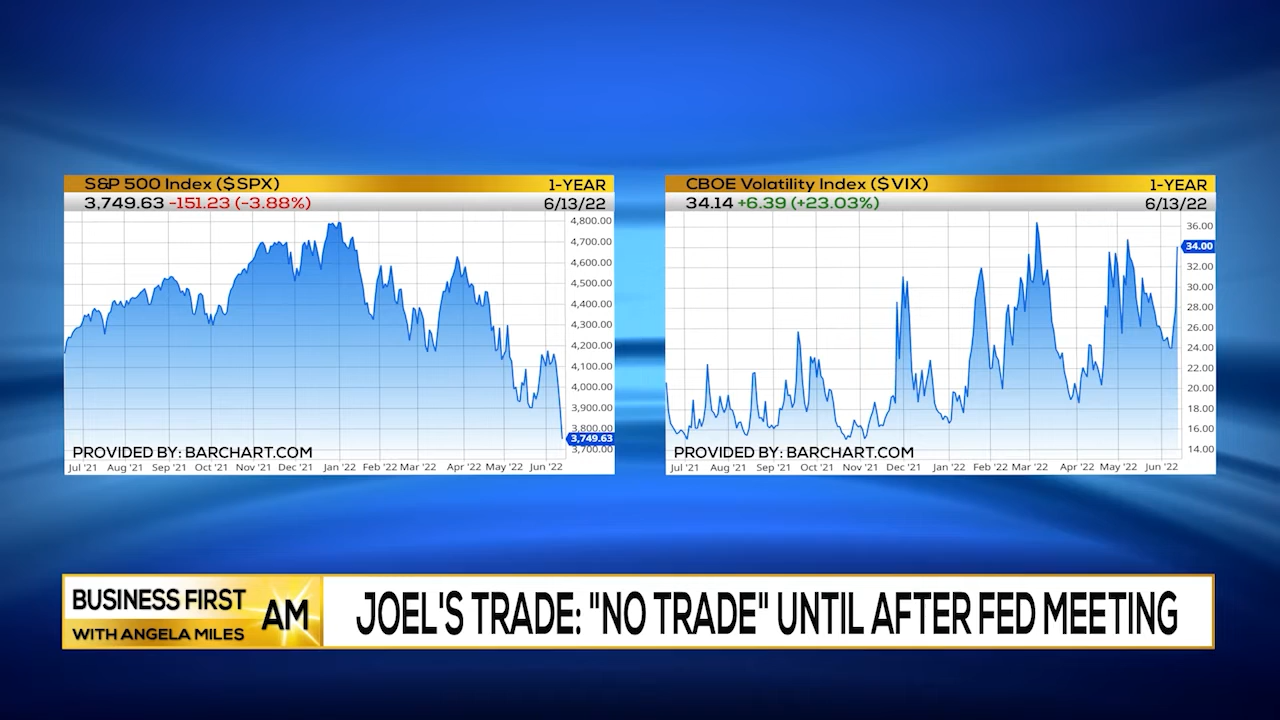 S&P 500 Index ($SPX)
1-YEAR
3,749.63 -151.23 (-3.88%)
6/13/22
4,800.00
4,700.00
4,600.00
4,500.00
4,400.00
4,300.00
4,200.00
4,100.00
4,000.00
3,900.00
3,800.00
3,749.63
3,700.00
PROVIDED BY: BARCHART.COM
Jul '21 Aug '21 Sep '21 Oct '21 Nov '21 Dec '21 Jan '22 Feb '22 Mar '22 Apr '22 May '22 Jun '22
CBOE Volatility Index ($VIX)
1-YEAR
34.14 +6.39 (+23.03%)
6/13/22
36.00
34.00
32.00
30.00
28.00
26.00
24.00
22.00
20.00
18.00
16.00
14.00
PROVIDED BY: BARCHART.COM
Jul '21 Aug '21 Sep '21 Oct '21 Nov '21 Dec '21 Jan '22 Feb '22 Mar '22 Apr '22 May '22 Jun '22
BUSINESS FIRST
AM
WITH ANGELA MILES
JOEL'S TRADE: "NO TRADE" UNTIL AFTER FED MEETING